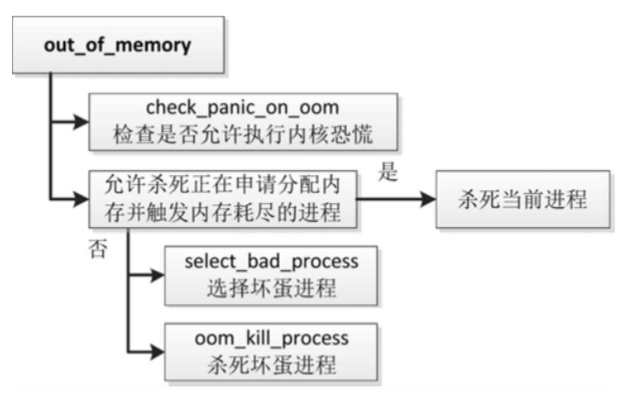 out_of_memory
check_panic_on_oom
检查是否允许执行内核恐慌
允许杀死正在申请分配内
存并触发内存耗尽的进程
是
杀死当前进程
否
select_bad_process
选择坏蛋进程
oom_kill_process
杀死坏蛋进程